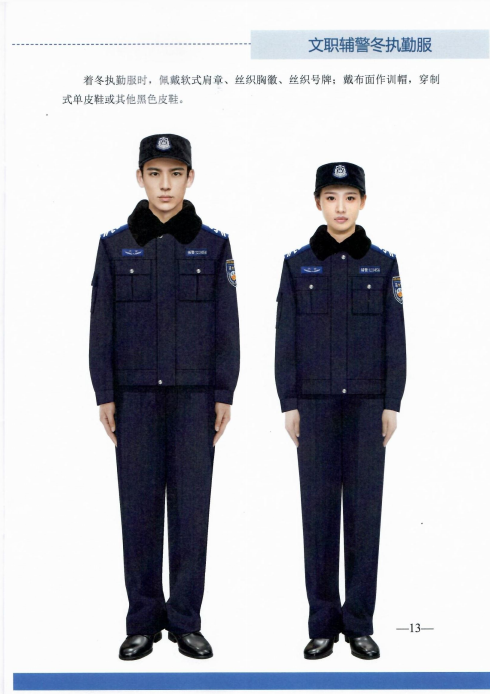 文职辅警冬执勤服
着冬执勤服时，佩戴软式肩章、丝织胸徽、丝织号牌；戴布面作训帽，穿制
式单皮鞋或其他黑色皮鞋。
—13—